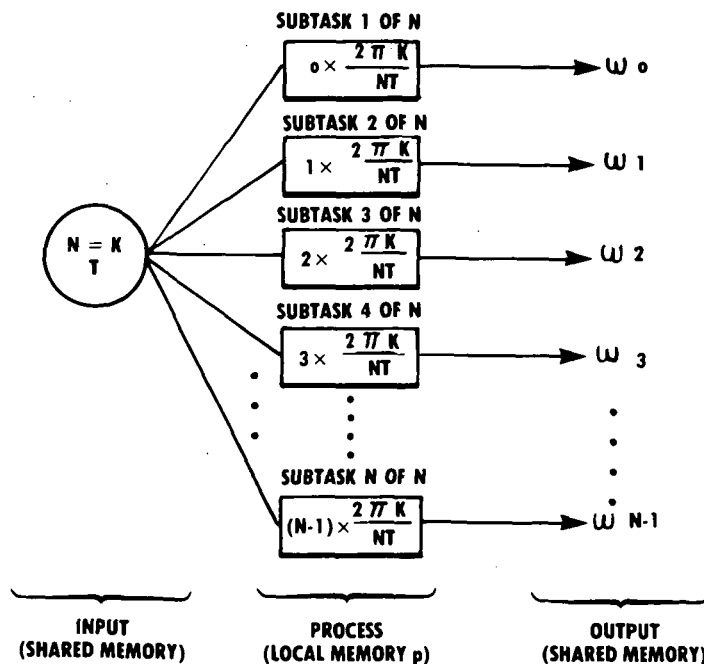 SUBTASK 1 OF N
0 × 2 π K / NT
ω 0
SUBTASK 2 OF N
1 × 2 π K / NT
ω 1
SUBTASK 3 OF N
N = K
T
2 × 2 π K / NT
ω 2
SUBTASK 4 OF N
3 × 2 π K / NT
ω 3
SUBTASK N OF N
(N-1) × 2 π K / NT
ω N-1
INPUT
(SHARED MEMORY)
PROCESS
(LOCAL MEMORY p)
OUTPUT
(SHARED MEMORY)